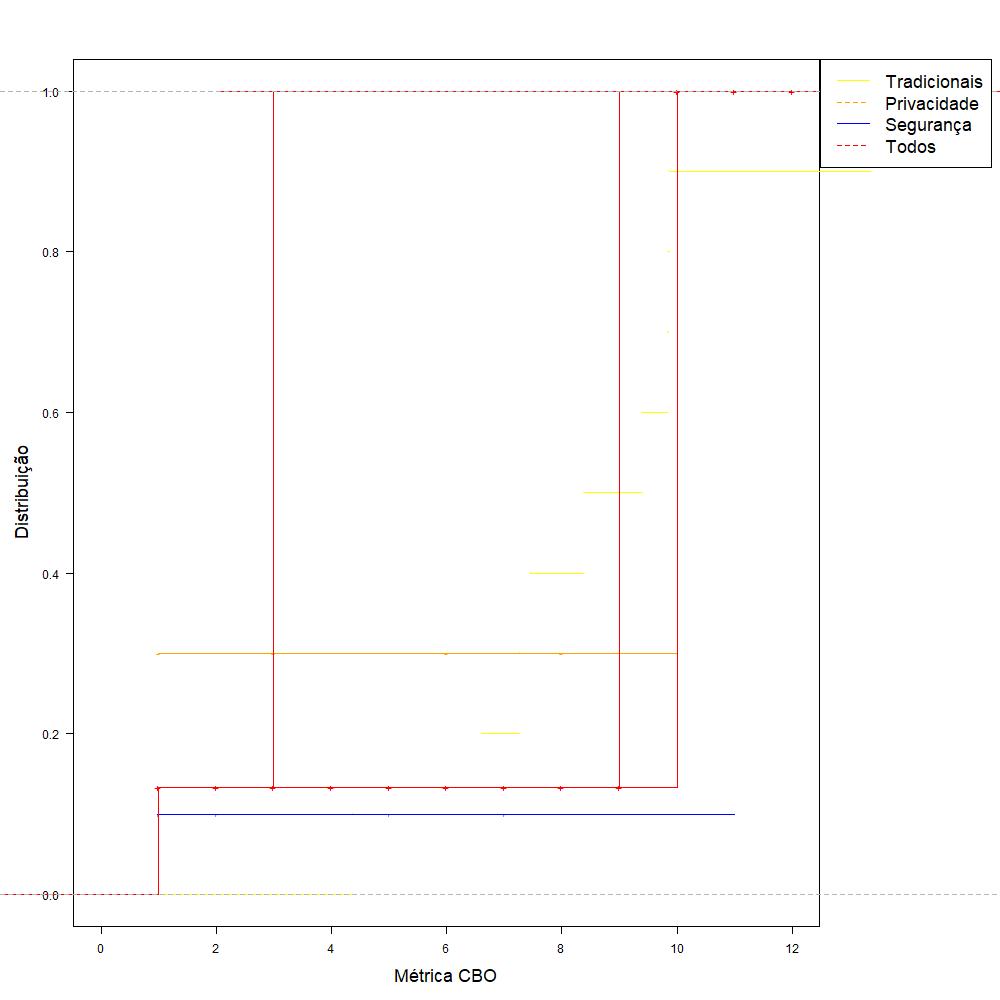 Tradicionais
Privacidade
Segurança
Todos
1.0
0.8
0.6
0.4
0.2
0.0
Distribuição
0 2 4 6 8 10 12
Métrica CBO